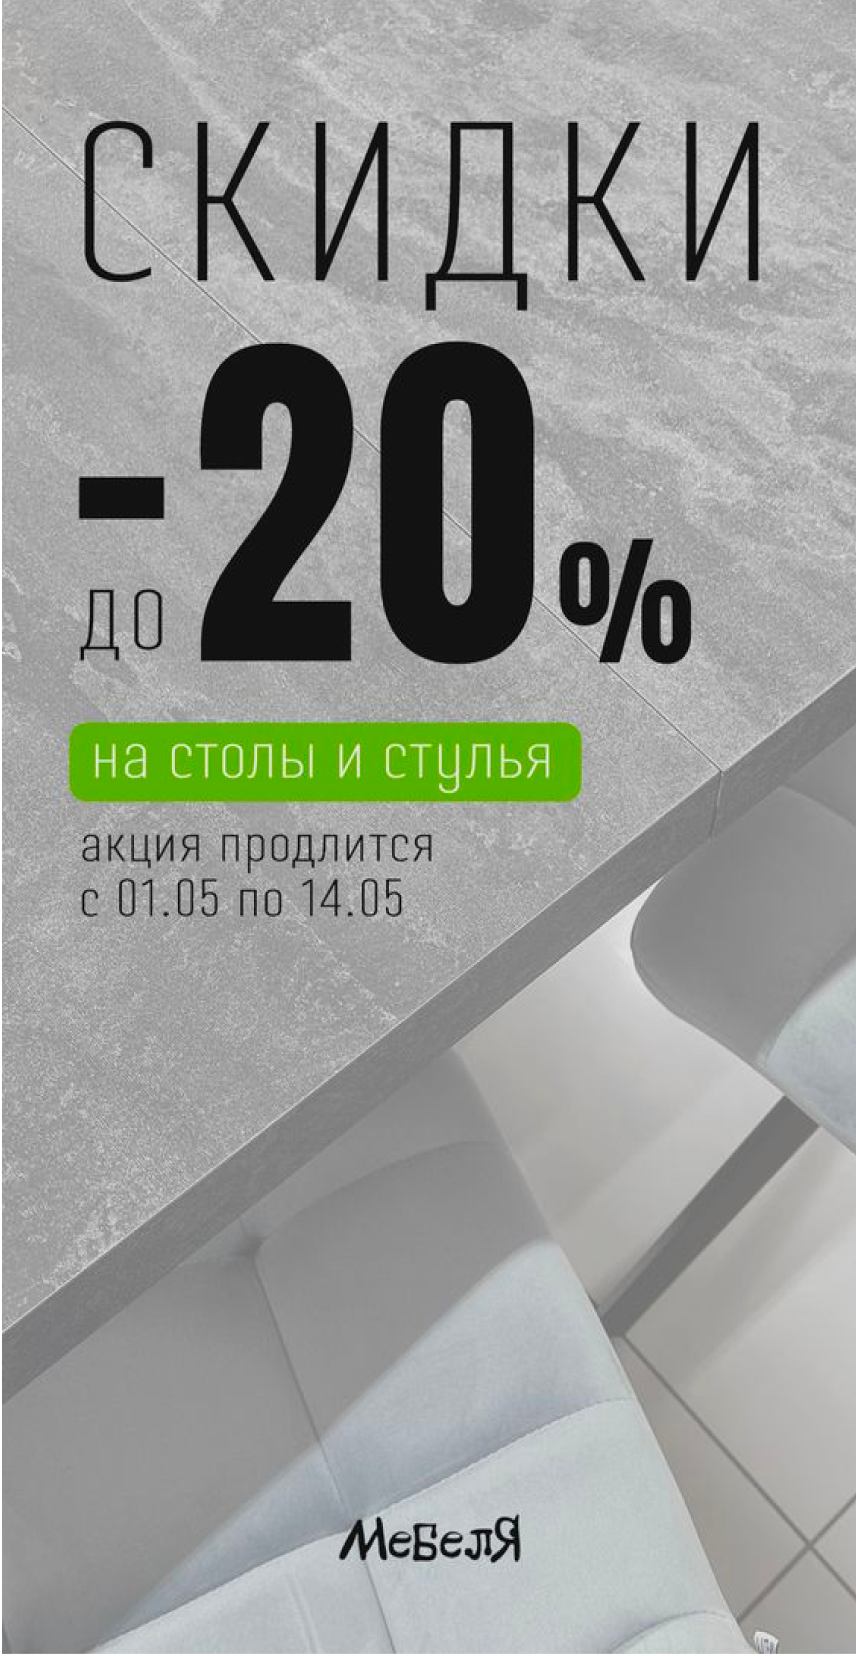 СКИДКИ
-20%
до
на столы и стулья
акция продлится
с 01.05 по 14.05
МеБелЯ